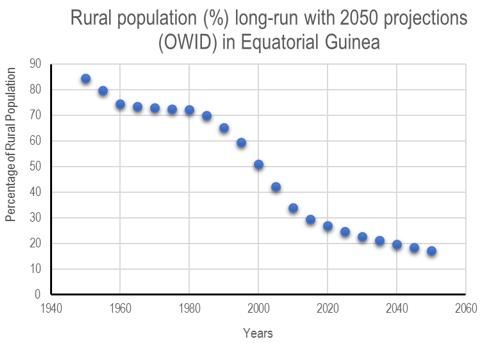 Rural population (%) long-run with 2050 projections
(OWID) in Equatorial Guinea
Percentage of Rural Population
90
80
70
60
50
40
30
20
10
0
1940 1960 1980 2000 2020 2040 2060
Years